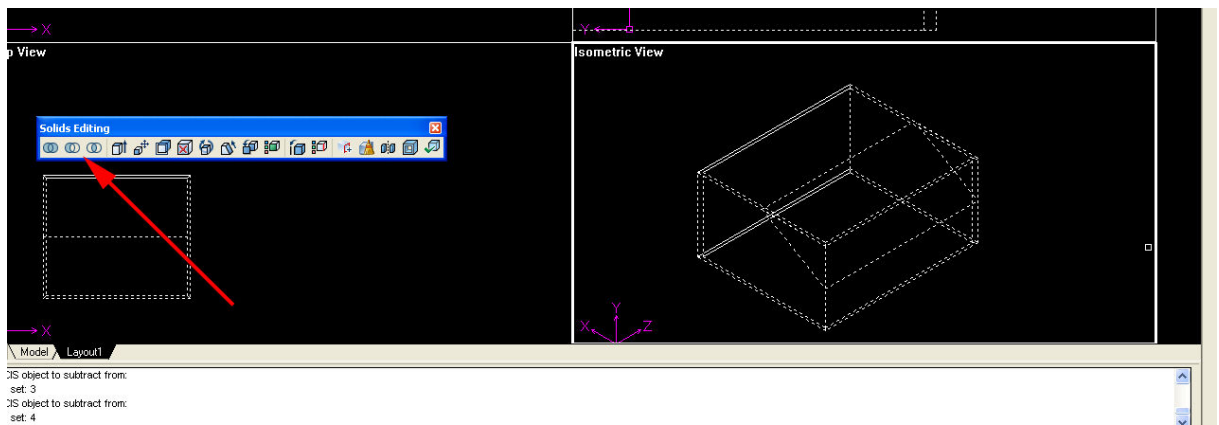 X
Y
p View
Isometric View
Solids Editing
Y
X
Z
X
Model
Layout1
CIS object to subtract from:
set: 3
CIS object to subtract from:
set: 4